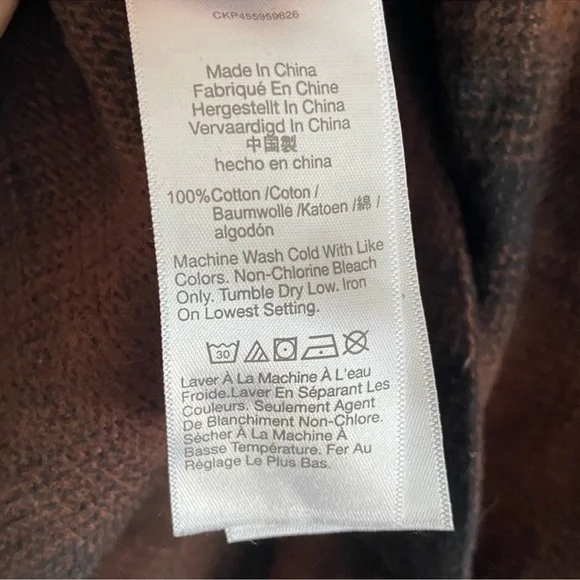 CKP455959826
Made In China
Fabriqué En Chine
Hergestellt In China
Vervaardigd In China
中国製
hecho en china
100%Cotton /Coton /
Baumwolle /Katoen /綿 /
algodón
Machine Wash Cold With Like
Colors. Non-Chlorine Bleach
Only. Tumble Dry Low. Iron
On Lowest Setting.
30
Laver À La Machine À L'eau
Froide.Laver En Séparant Les
Couleurs. Seulement Agent
De Blanchiment Non-Chlore.
Sécher À La Machine À
Basse Température. Fer Au
Réglage Le Plus Bas.